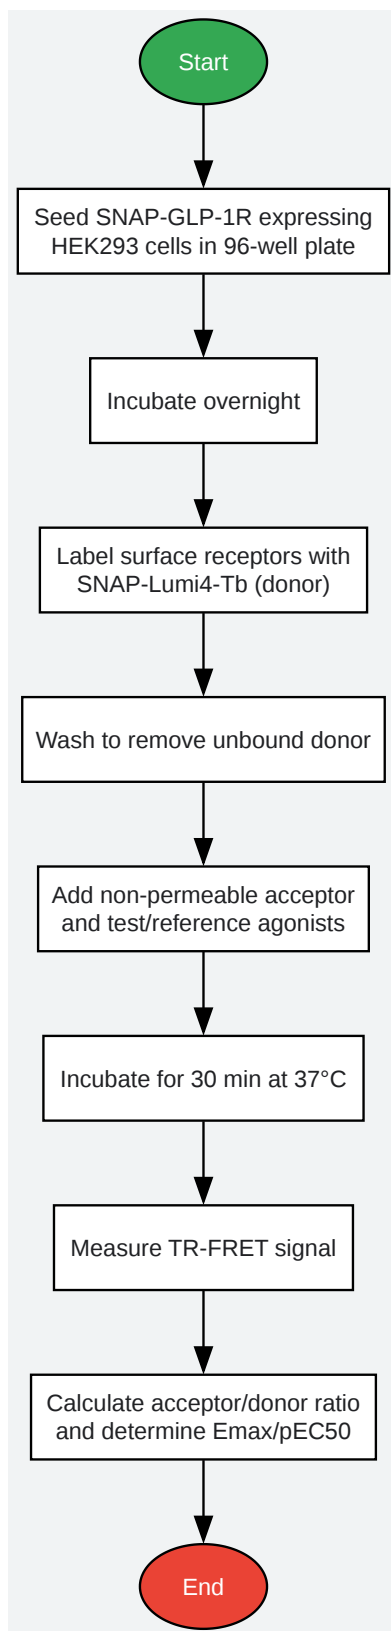 Start
Seed SNAP-GLP-1R expressing
HEK293 cells in 96-well plate
Incubate overnight
Label surface receptors with
SNAP-Lumi4-Tb (donor)
Wash to remove unbound donor
Add non-permeable acceptor
and test/reference agonists
Incubate for 30 min at 37°C
Measure TR-FRET signal
Calculate acceptor/donor ratio
and determine Emax/pEC50
End